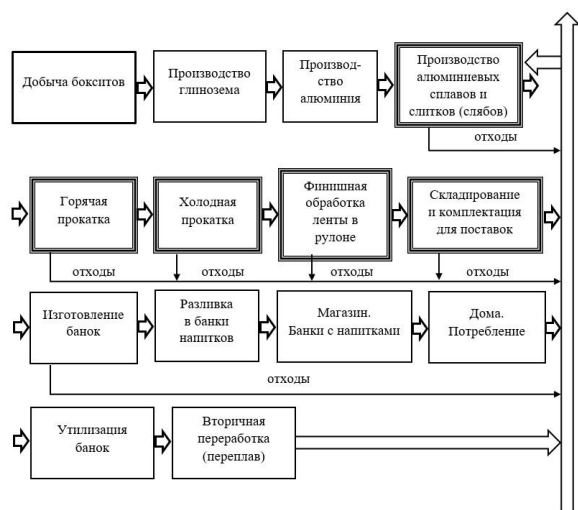 Добыча бокситов
Производство
глинозема
Производ-
ство
алюминия
Производство
алюминиевых
сплавов и
слитков (слябов)
отходы
Горячая
прокатка
Холодная
прокатка
Финишная
обработка
ленты в
рулоне
Складирование
и комплектация
для поставок
отходы
отходы
отходы
отходы
Изготовление
банок
Разливка
в банки
напитков
Магазин.
Банки с напитками
Дома.
Потребление
отходы
Утилизация
банок
Вторичная
переработка
(переплав)